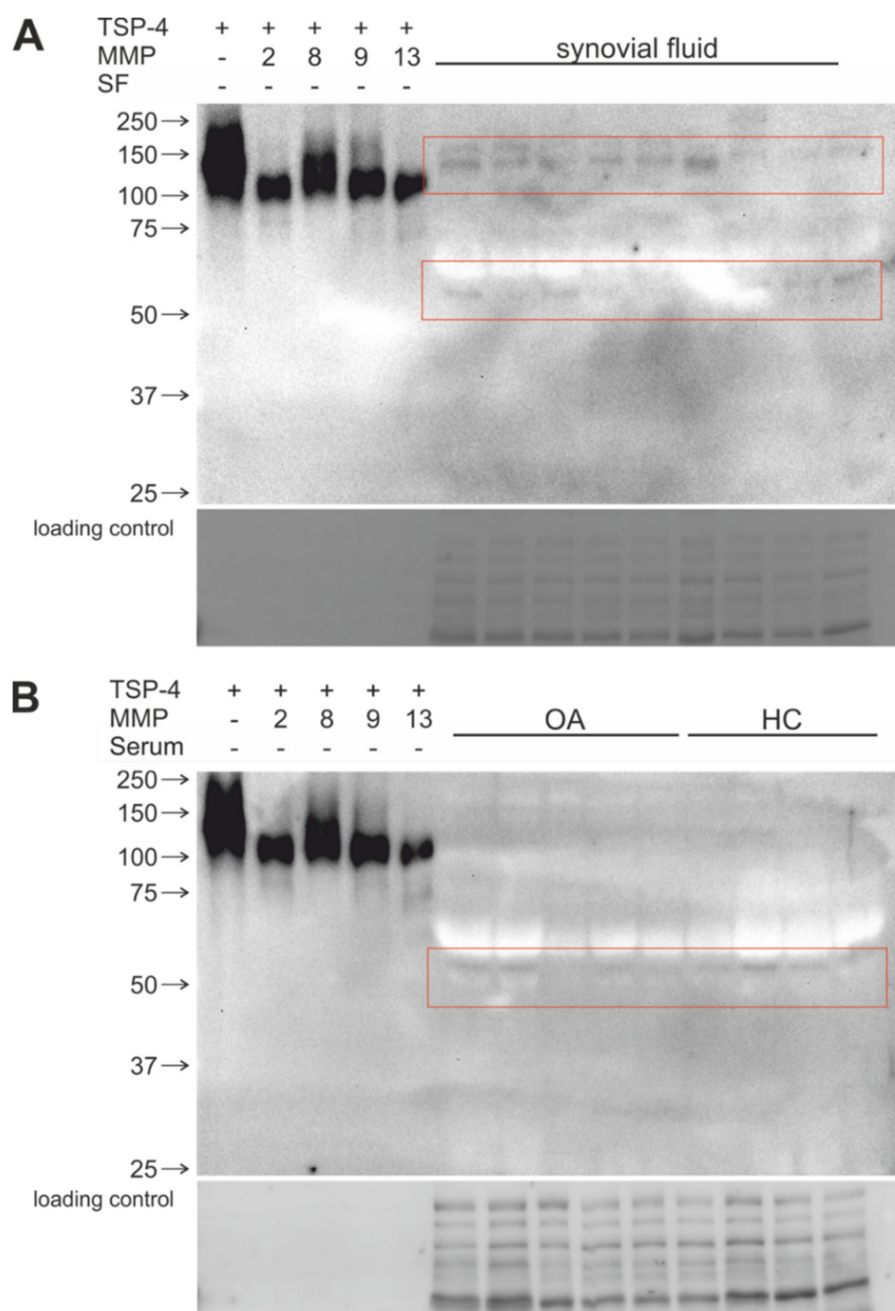 A
TSP-4 + + + + +
MMP - 2 8 9 13 synovial fluid
SF - - - - -
250→
150→
100→
75→
50→
37→
25→
loading control
B
TSP-4 + + + + +
MMP - 2 8 9 13 OA HC
Serum - - - - -
250→
150→
100→
75→
50→
37→
25→
loading control